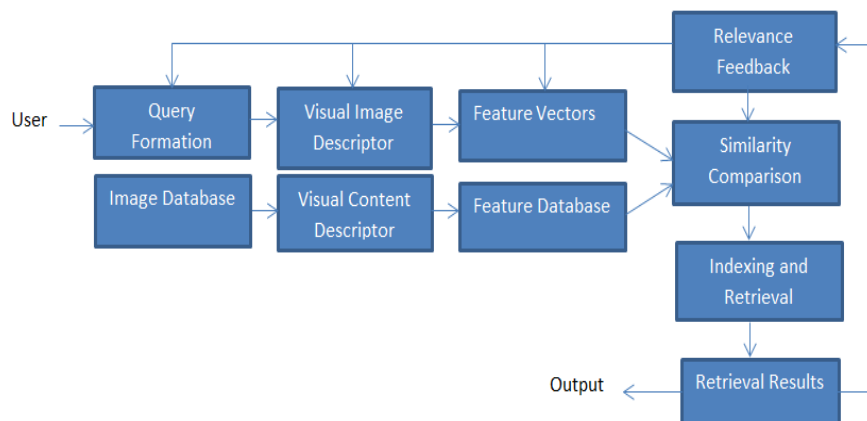 Relevance
Feedback
User
Query
Formation
Visual Image
Descriptor
Feature Vectors
Similarity
Comparison
Image Database
Visual Content
Descriptor
Feature Database
Indexing and
Retrieval
Output
Retrieval Results